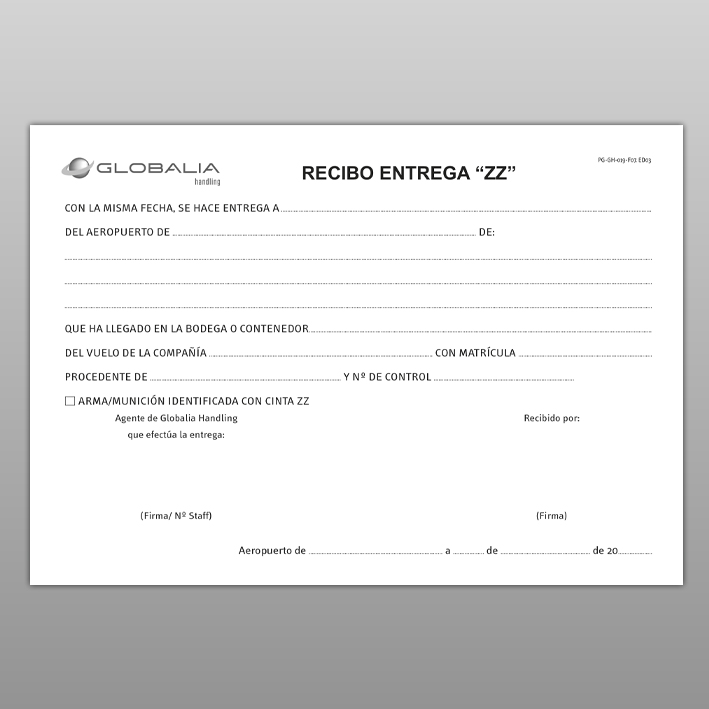 GLOBALIA
handling
RECIBO ENTREGA “ZZ”
PG-GH-019-F02 ED03
CON LA MISMA FECHA, SE HACE ENTREGA A
DEL AEROPUERTO DE DE:
QUE HA LLEGADO EN LA BODEGA O CONTENEDOR
DEL VUELO DE LA COMPAÑÍA CON MATRÍCULA
PROCEDENTE DE Y Nº DE CONTROL
ARMA/MUNICIÓN IDENTIFICADA CON CINTA ZZ
Agente de Globalia Handling Recibido por:
que efectúa la entrega:
(Firma/ Nº Staff) (Firma)
Aeropuerto de a de de 20